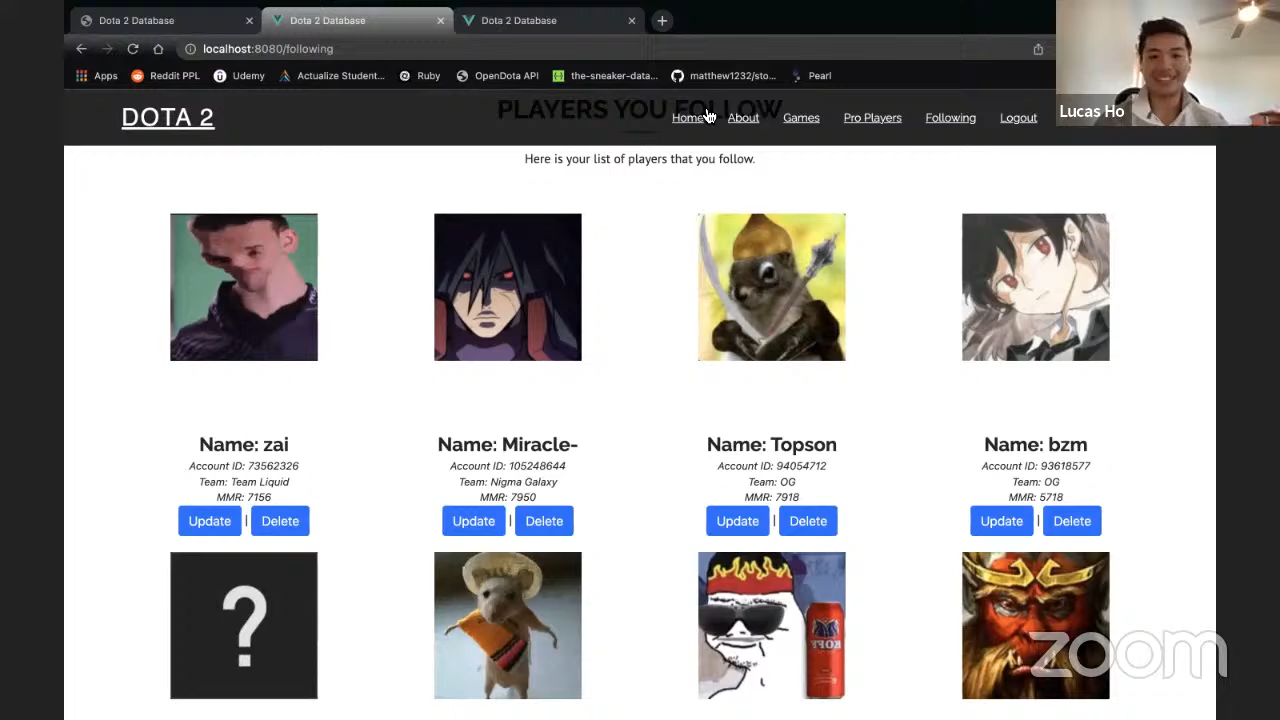 Dota 2 Database
Dota 2 Database
Dota 2 Database
localhost:8080/following
Apps
Reddit PPL
Udemy
Actualize Student...
Ruby
OpenDota API
the-sneaker-data...
matthew1232/sto...
Pearl
Lucas Ho
DOTA 2
PLAYERS YOU FOLLOW
Home
About
Games
Pro Players
Following
Logout
Here is your list of players that you follow.
Name: zai
Account ID: 73562326
Team: Team Liquid
MMR: 7156
Update | Delete
Name: Miracle-
Account ID: 105248644
Team: Nigma Galaxy
MMR: 7950
Update | Delete
Name: Topson
Account ID: 94054712
Team: OG
MMR: 7918
Update | Delete
Name: bzm
Account ID: 93618577
Team: OG
MMR: 5718
Update | Delete
?
KOFF
zoom